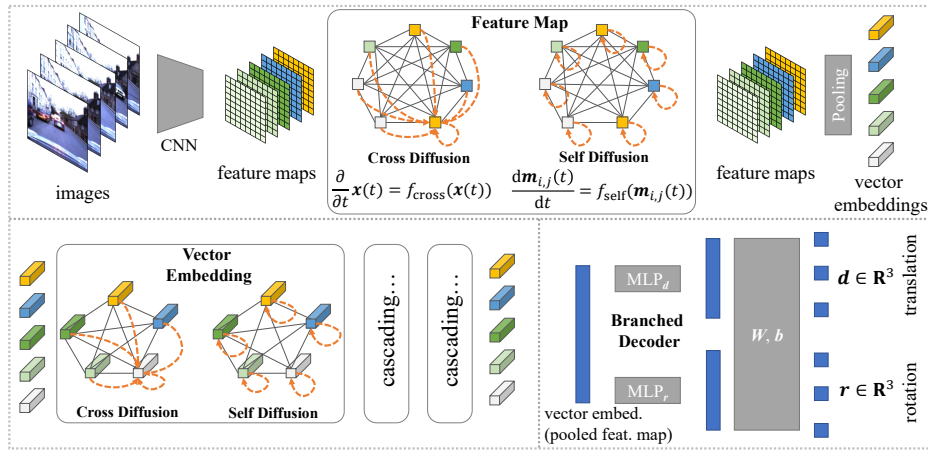 Feature Map
CNN
images
feature maps
Cross Diffusion
Self Diffusion
∂/∂t x(t) = f_cross(x(t))
dm_{i,j}(t)/dt = f_self(m_{i,j}(t))
feature maps
Pooling
vector
embeddings
Vector
Embedding
Cross Diffusion
Self Diffusion
cascading...
cascading...
vector embed.
(pooled feat. map)
MLP_d
Branched
Decoder
MLP_r
W, b
d ∈ R^3
translation
r ∈ R^3
rotation